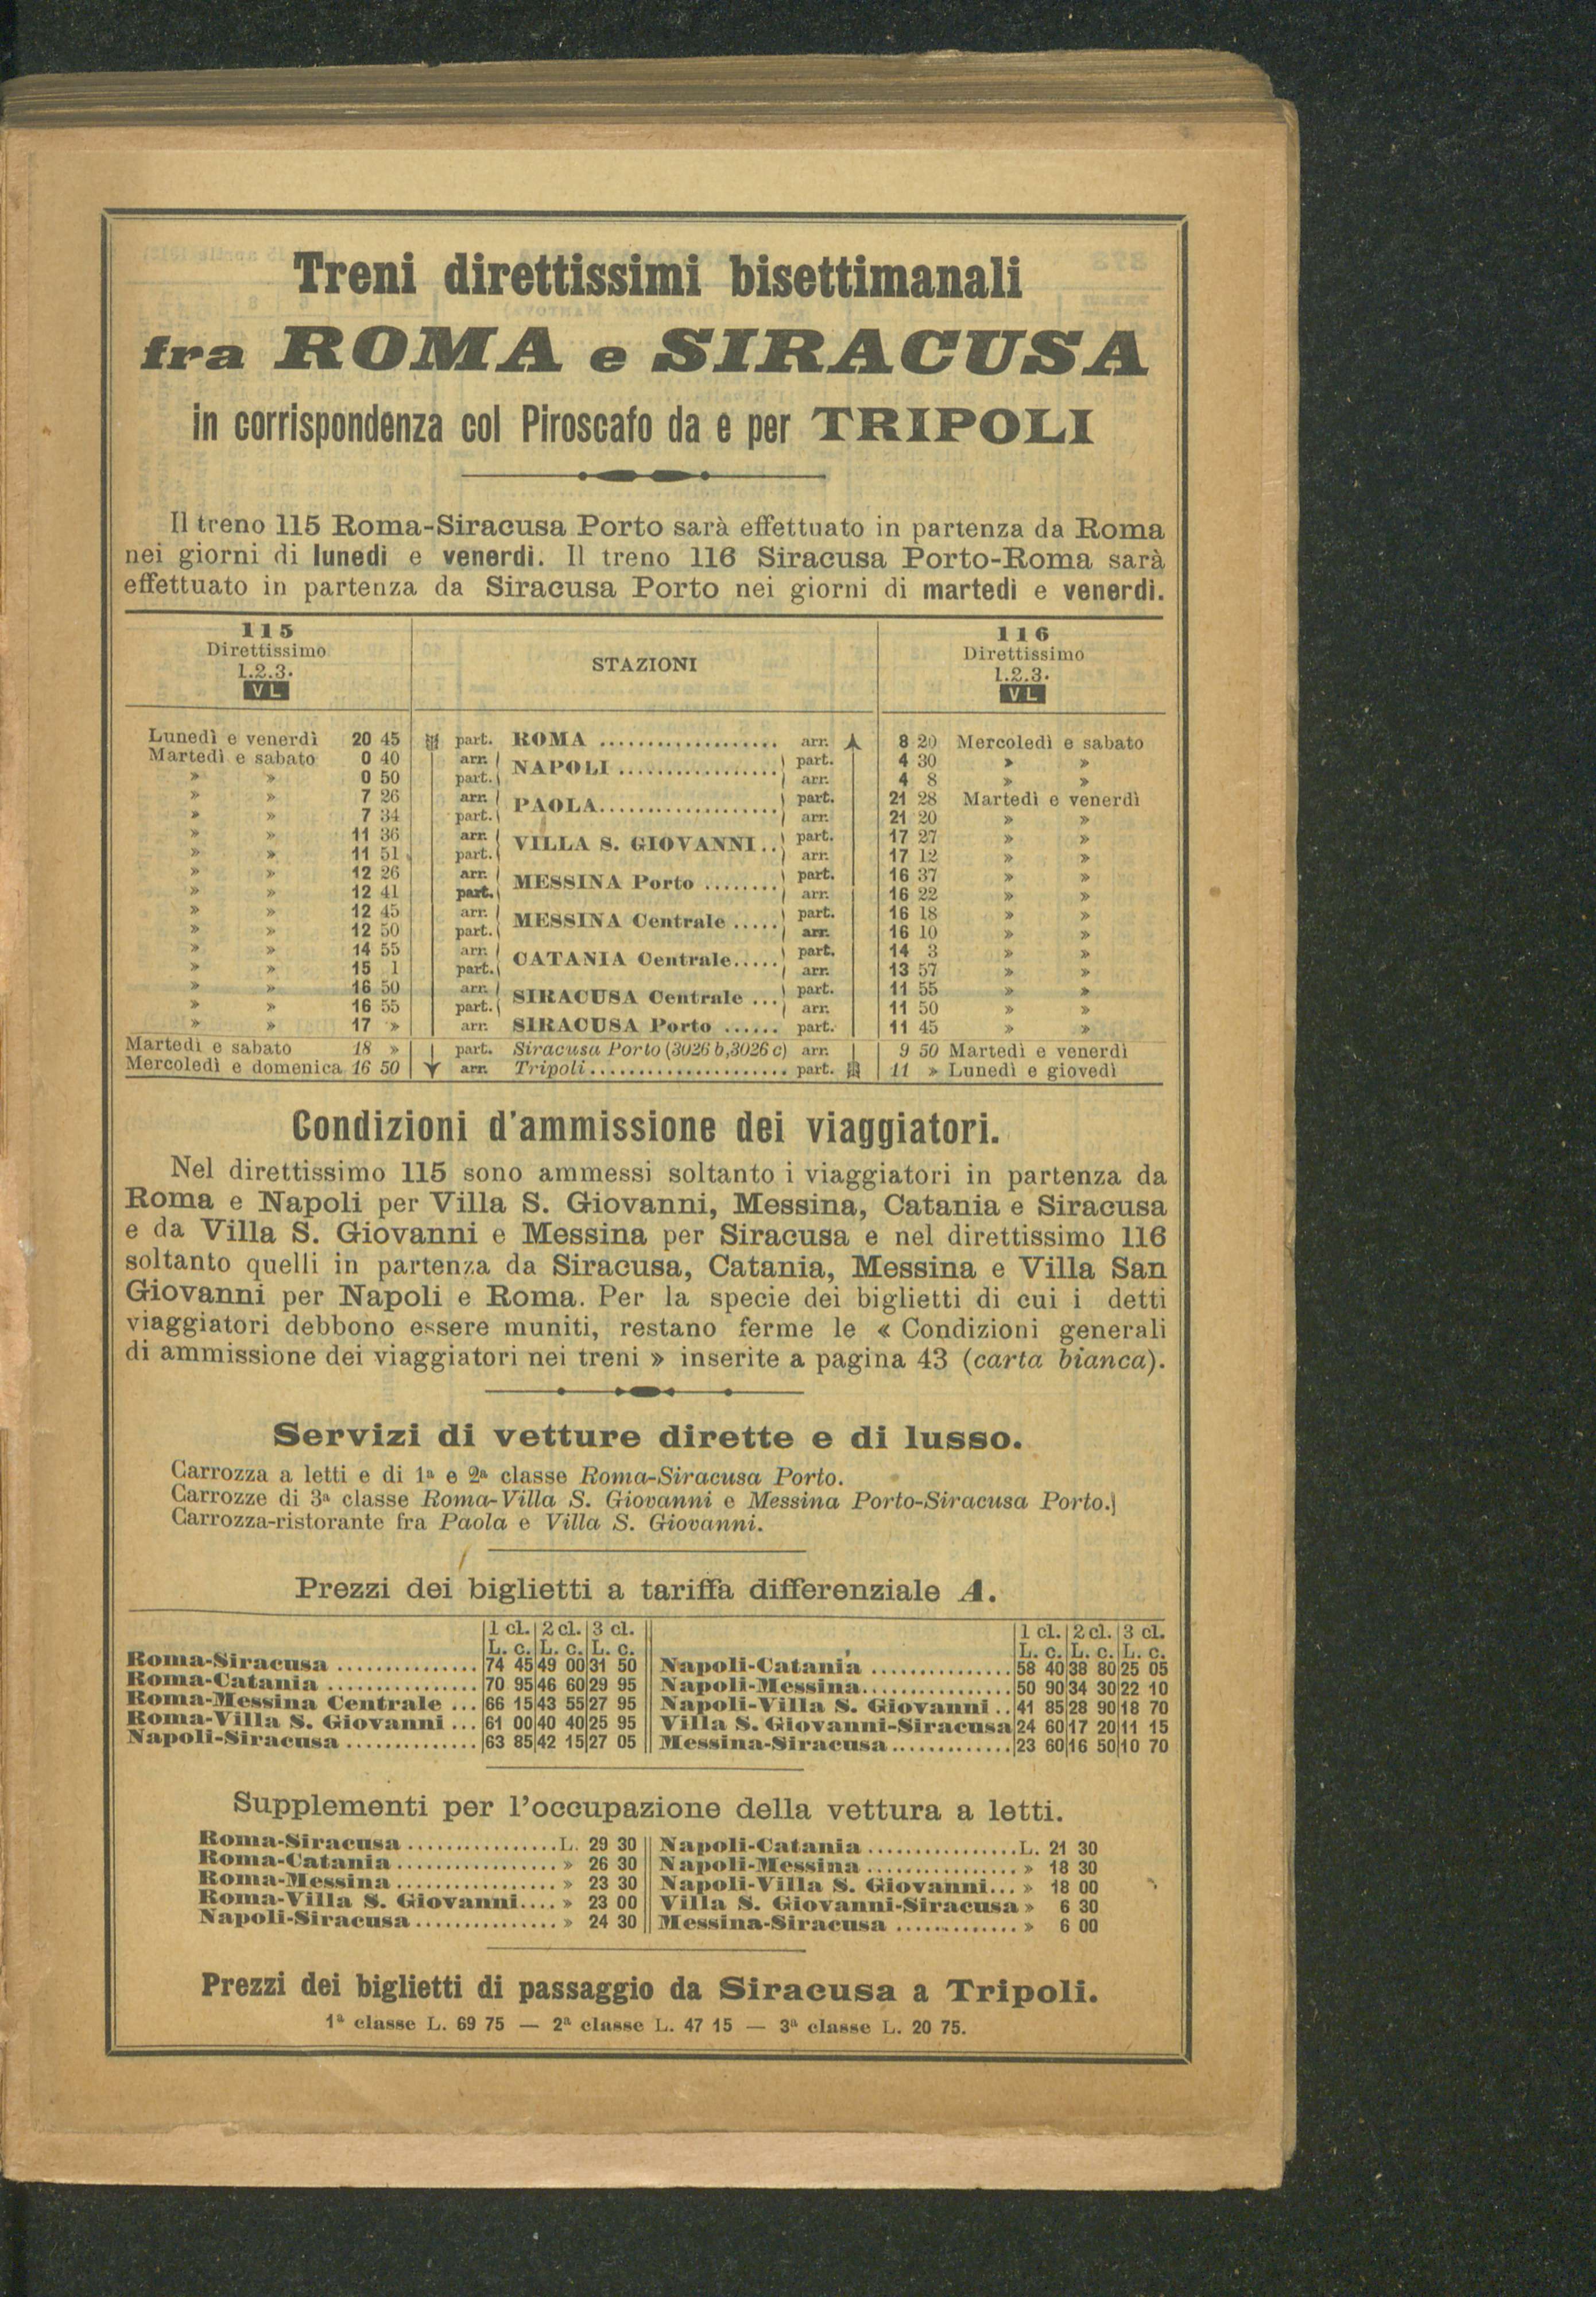 Treni direttissimi bisettimanali
fra ROMA e SIRACUSA
in corrispondenza col Piroscafo da e per TRIPOLI
Il treno 115 Roma-Siracusa Porto sarà effettuato in partenza da Roma
nei giorni di lunedì e venerdì. Il treno 116 Siracusa Porto-Roma sarà
effettuato in partenza da Siracusa Porto nei giorni di martedì e venerdì.
115 116
Direttissimo STAZIONI Direttissimo
1.2.3. 1.2.3.
VL VL
Lunedì e venerdì 20 45 part. ROMA ................... arr. 8 20 Mercoledì e sabato
Martedì e sabato 0 40 arr. NAPOLI ................. part. 4 30 » »
» » 0 50 part. arr. 4 8 » »
» » 7 26 arr. PAOLA................... part. 21 28 Martedì e venerdì
» » 7 34 part. arr. 21 20 » »
» » 11 36 arr. VILLA S. GIOVANNI.. part. 17 27 » »
» » 11 51 part. arr. 17 12 » »
» » 12 26 arr. MESSINA Porto ........ part. 16 37 » »
» » 12 41 part. arr. 16 22 » »
» » 12 45 arr. MESSINA Centrale ..... part. 16 18 » »
» » 12 50 part. arr. 16 10 » »
» » 14 55 arr. CATANIA Centrale..... part. 14 3 » »
» » 15 1 part. arr. 13 57 » »
» » 16 50 arr. SIRACUSA Centrale ... part. 11 55 » »
» » 16 55 part. arr. 11 50 » »
» » 17 » arr. SIRACUSA Porto ...... part. 11 45 » »
Martedì e sabato 18 » part. Siracusa Porto (3026 b, 3026 c) arr. 9 50 Martedì e venerdì
Mercoledì e domenica 16 50 arr. Tripoli..................... part. 11 » Lunedì e giovedì
Condizioni d'ammissione dei viaggiatori.
Nel direttissimo 115 sono ammessi soltanto i viaggiatori in partenza da
Roma e Napoli per Villa S. Giovanni, Messina, Catania e Siracusa
e da Villa S. Giovanni e Messina per Siracusa e nel direttissimo 116
soltanto quelli in partenza da Siracusa, Catania, Messina e Villa San
Giovanni per Napoli e Roma. Per la specie dei biglietti di cui i detti
viaggiatori debbono essere muniti, restano ferme le « Condizioni generali
di ammissione dei viaggiatori nei treni » inserite a pagina 43 (carta bianca).
Servizi di vetture dirette e di lusso.
Carrozza a letti e di 1ª e 2ª classe Roma-Siracusa Porto.
Carrozze di 3ª classe Roma-Villa S. Giovanni e Messina Porto-Siracusa Porto.
Carrozza-ristorante fra Paola e Villa S. Giovanni.
Prezzi dei biglietti a tariffa differenziale A.
1 cl. 2 cl. 3 cl. 1 cl. 2 cl. 3 cl.
L. c. L. c. L. c. L. c. L. c. L. c.
Roma-Siracusa ............... 74 45 49 00 31 50 Napoli-Catania ............... 58 40 38 80 25 05
Roma-Catania ................ 70 95 46 60 29 95 Napoli-Messina................ 50 90 34 30 22 10
Roma-Messina Centrale ... 66 15 43 55 27 95 Napoli-Villa S. Giovanni .. 41 85 28 90 18 70
Roma-Villa S. Giovanni ... 61 00 40 40 25 95 Villa S. Giovanni-Siracusa 24 60 17 20 11 15
Napoli-Siracusa .............. 63 85 42 15 27 05 Messina-Siracusa............. 23 60 16 50 10 70
Supplementi per l'occupazione della vettura a letti.
Roma-Siracusa ................L. 29 30 Napoli-Catania ................L. 21 30
Roma-Catania ................. » 26 30 Napoli-Messina ................ » 18 30
Roma-Messina ................. » 23 30 Napoli-Villa S. Giovanni... » 18 00
Roma-Villa S. Giovanni.... » 23 00 Villa S. Giovanni-Siracusa » 6 30
Napoli-Siracusa ............... » 24 30 Messina-Siracusa ............. » 6 00
Prezzi dei biglietti di passaggio da Siracusa a Tripoli.
1ª classe L. 69 75 — 2ª classe L. 47 15 — 3ª classe L. 20 75.